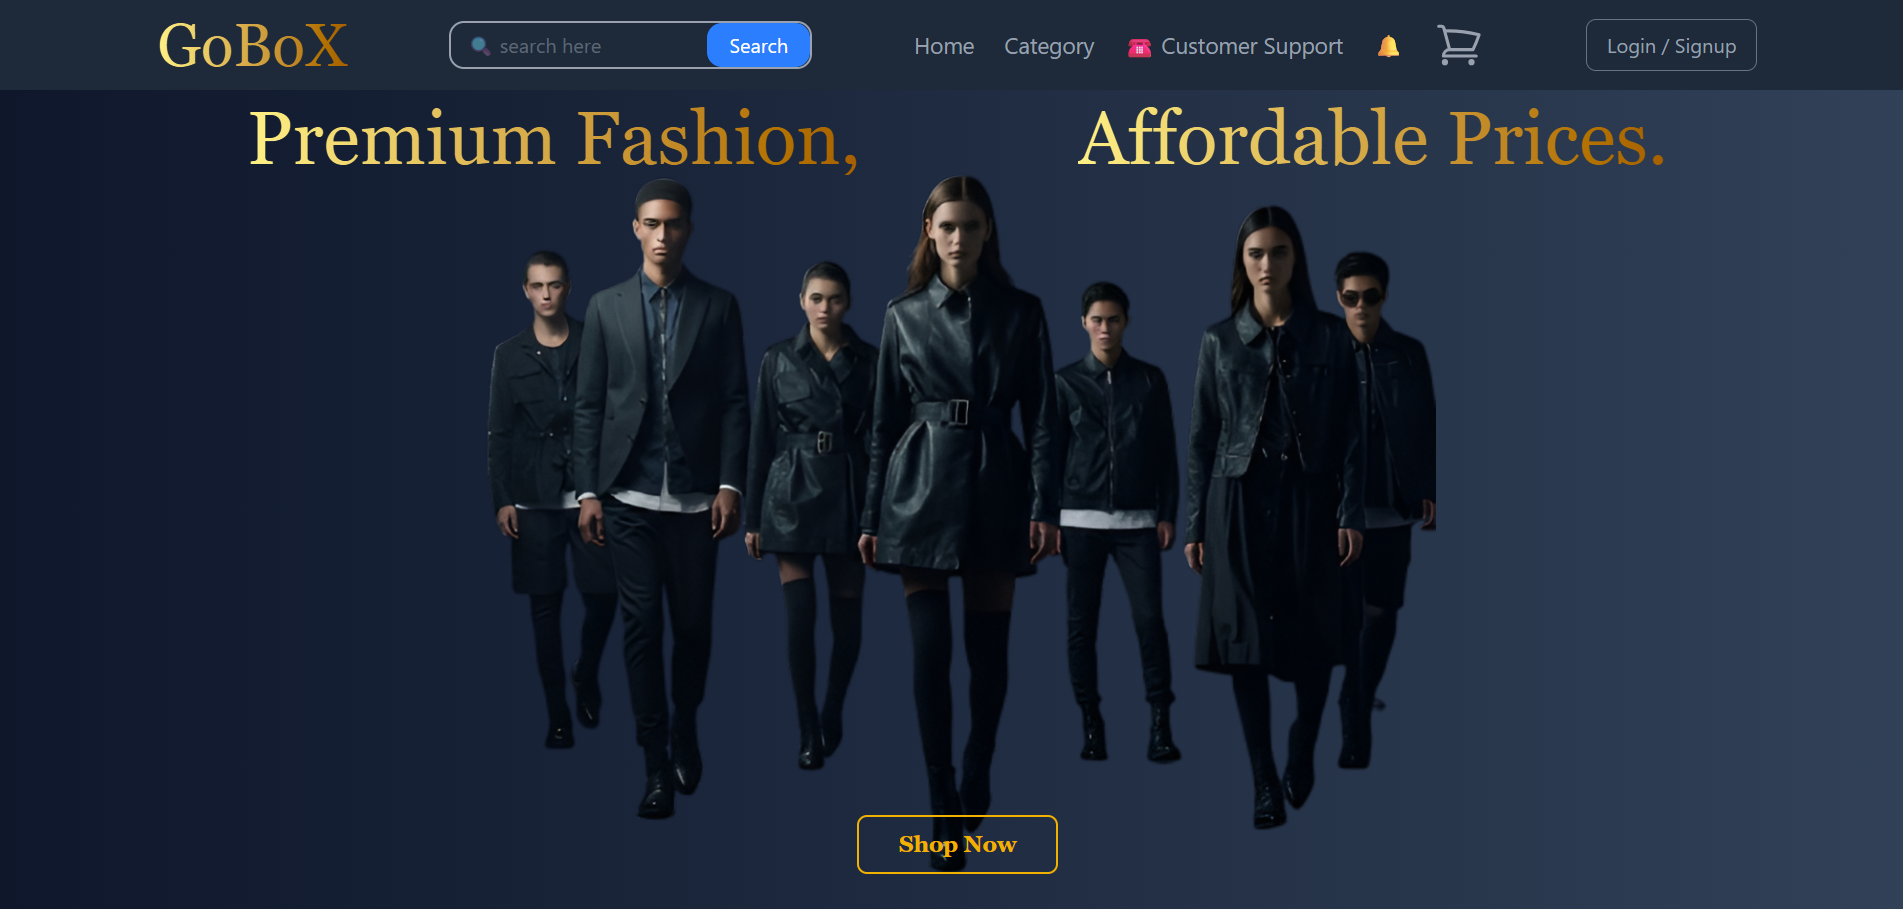 GoBoX
search here
Search
Home
Category
Customer Support
Login / Signup
Premium Fashion,
Affordable Prices.
Shop Now